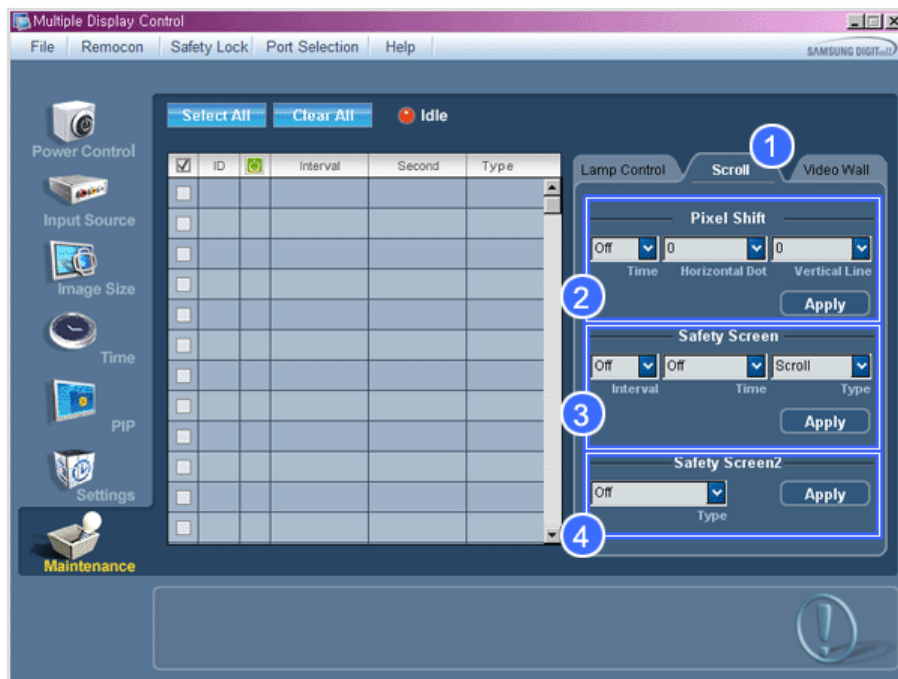 Multiple Display Control
File Remocon Safety Lock Port Selection Help
SAMSUNG DIGITall
Select All Clear All Idle
Power Control
Input Source
Image Size
Time
PIP
Settings
Maintenance
ID Interval Second Type
1
Lamp Control Scroll Video Wall
Pixel Shift
Off 0 0
Time Horizontal Dot Vertical Line
2
Apply
Safety Screen
Off Off Scroll
Interval Time Type
3
Apply
Safety Screen2
Off Apply
Type
4